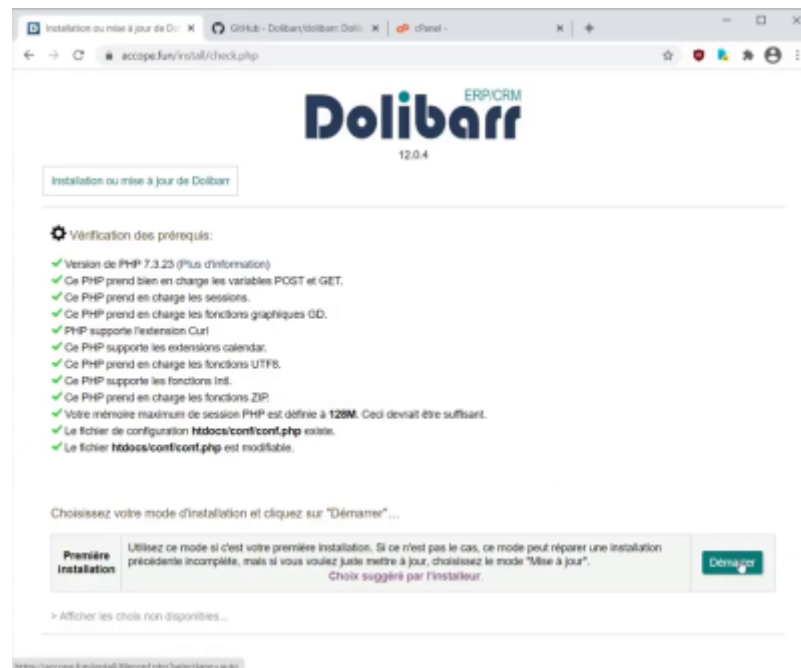 Installation ou mise à jour de Do
GitHub - Dolibarr/dolibarr: Dolib
cPanel -
accope.fun/install/check.php
Dolibarr
ERP/CRM
12.0.4
Installation ou mise à jour de Dolibarr
Vérification des prérequis:
Version de PHP 7.3.23 (Plus d'information)
Ce PHP prend bien en charge les variables POST et GET.
Ce PHP prend en charge les sessions.
Ce PHP prend en charge les fonctions graphiques GD.
PHP supporte l'extension Curl
Ce PHP supporte les extensions calendar.
Ce PHP prend en charge les fonctions UTF8.
Ce PHP supporte les fonctions Intl.
Ce PHP prend en charge les fonctions ZIP.
Votre mémoire maximum de session PHP est définie à 128M. Ceci devrait être suffisant.
Le fichier de configuration htdocs/conf/conf.php existe.
Le fichier htdocs/conf/conf.php est modifiable.
Choisissez votre mode d'installation et cliquez sur "Démarrer"...
Première
installation
Utilisez ce mode si c'est votre première installation. Si ce n'est pas le cas, ce mode peut réparer une installation
précédente incomplète, mais si vous voulez juste mettre à jour, choisissez le mode "Mise à jour".
Choix suggéré par l'installeur.
Démarrer
> Afficher les choix non disponibles...
https://accope.fun/install/fileconf.php?selectlang=auto